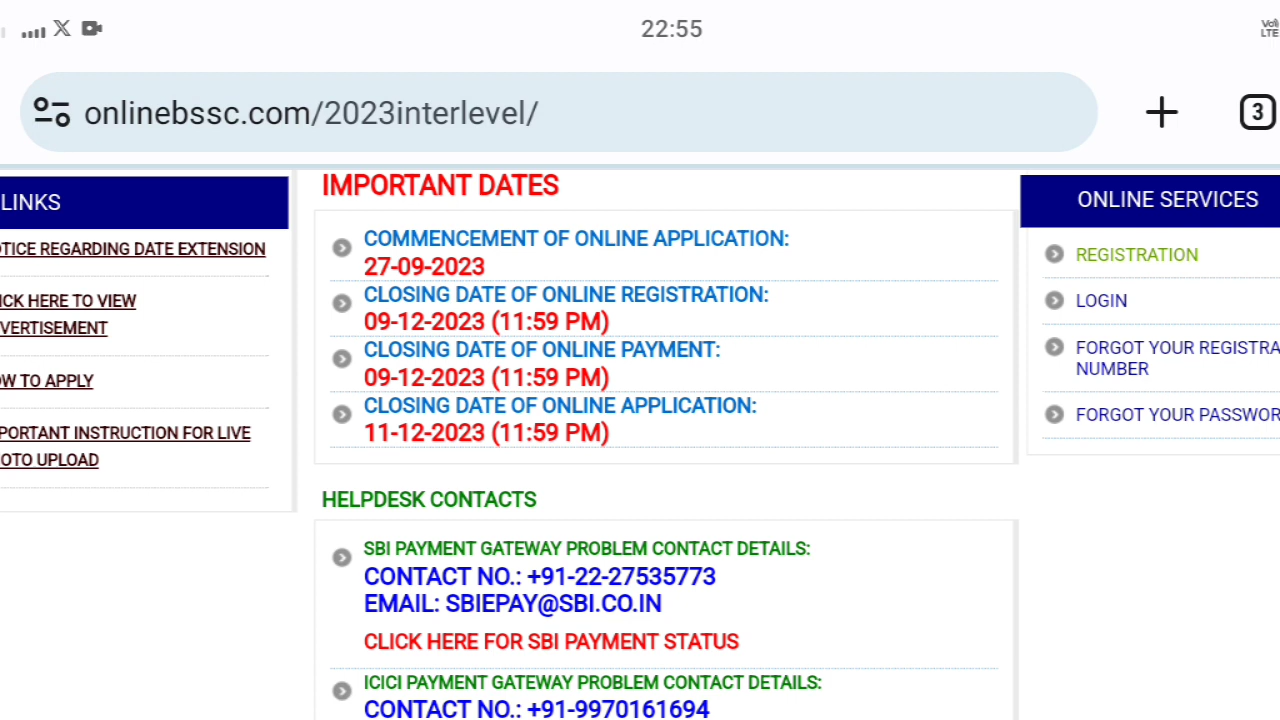 22:55
Vo
LTE
onlinebssc.com/2023interlevel/
3
LINKS
OTICE REGARDING DATE EXTENSION
ICK HERE TO VIEW
VERTISEMENT
OW TO APPLY
PORTANT INSTRUCTION FOR LIVE
OTO UPLOAD
IMPORTANT DATES
COMMENCEMENT OF ONLINE APPLICATION:
27-09-2023
CLOSING DATE OF ONLINE REGISTRATION:
09-12-2023 (11:59 PM)
CLOSING DATE OF ONLINE PAYMENT:
09-12-2023 (11:59 PM)
CLOSING DATE OF ONLINE APPLICATION:
11-12-2023 (11:59 PM)
HELPDESK CONTACTS
SBI PAYMENT GATEWAY PROBLEM CONTACT DETAILS:
CONTACT NO.: +91-22-27535773
EMAIL: SBIEPAY@SBI.CO.IN
CLICK HERE FOR SBI PAYMENT STATUS
ICICI PAYMENT GATEWAY PROBLEM CONTACT DETAILS:
CONTACT NO.: +91-9970161694
ONLINE SERVICES
REGISTRATION
LOGIN
FORGOT YOUR REGISTRA
NUMBER
FORGOT YOUR PASSWOR